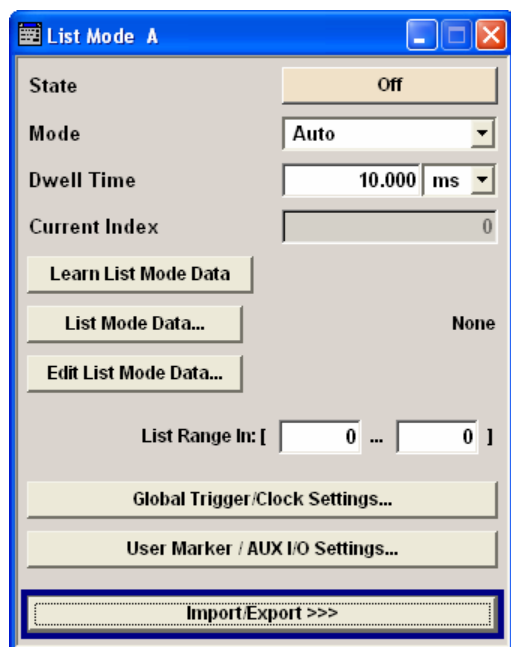 List Mode A
State Off
Mode Auto
Dwell Time 10.000 ms
Current Index 0
Learn List Mode Data
List Mode Data... None
Edit List Mode Data...
List Range In: [ 0 ... 0 ]
Global Trigger/Clock Settings...
User Marker / AUX I/O Settings...
Import/Export >>>